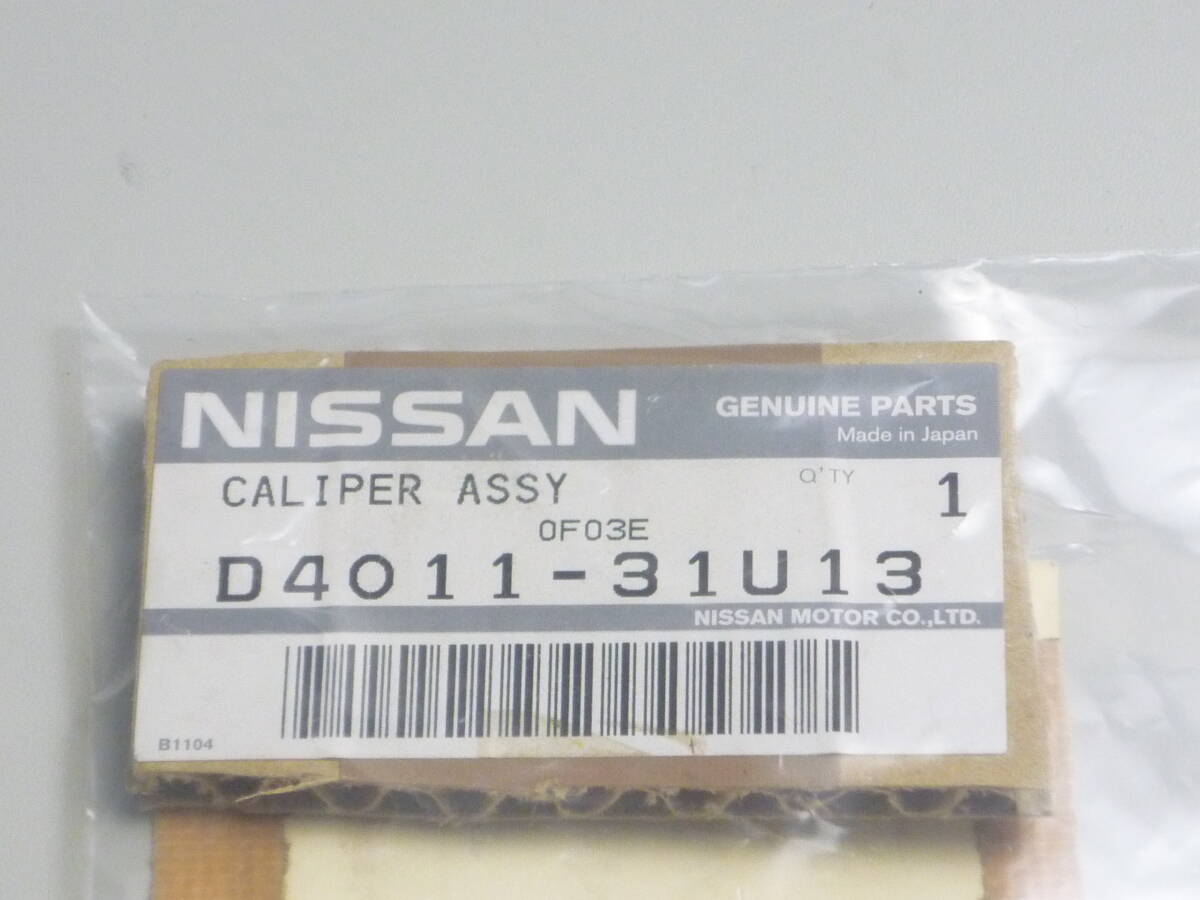 NISSAN
GENUINE PARTS
Made in Japan
CALIPER ASSY
Q'TY
1
0F03E
D4011-31U13
NISSAN MOTOR CO.,LTD.
B1104